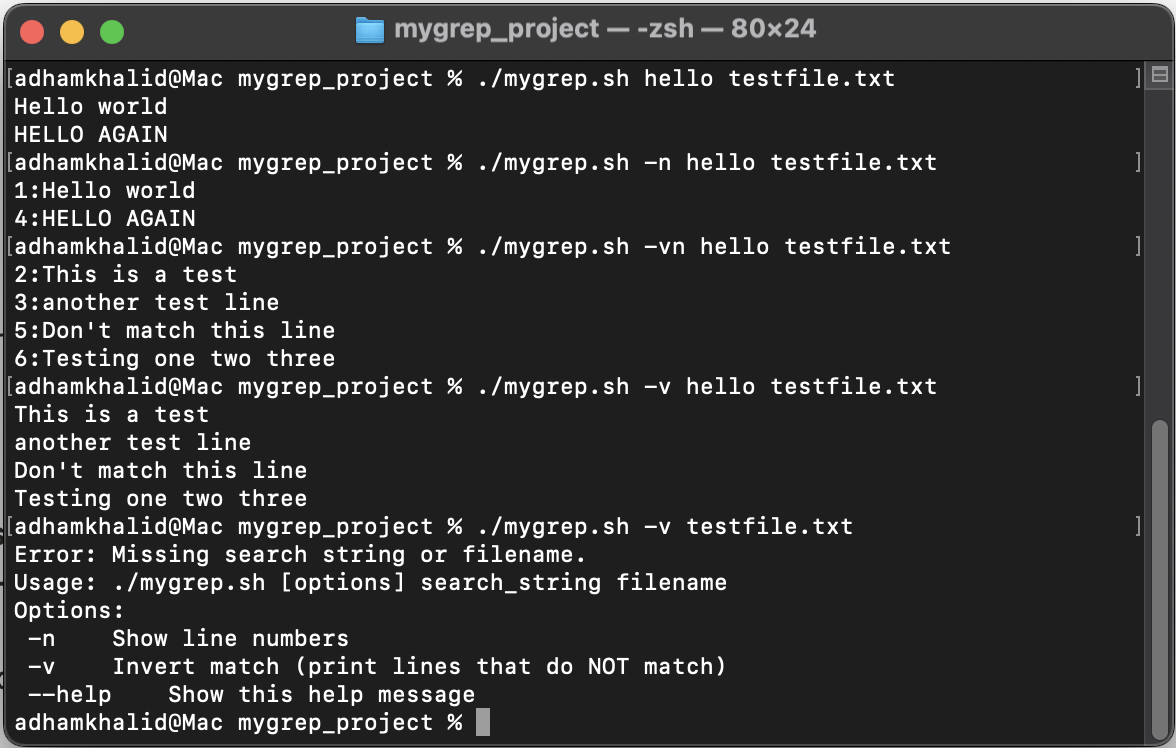 mygrep_project — -zsh — 80×24
[adhamkhalid@Mac mygrep_project % ./mygrep.sh hello testfile.txt ]
Hello world
HELLO AGAIN
[adhamkhalid@Mac mygrep_project % ./mygrep.sh -n hello testfile.txt ]
1:Hello world
4:HELLO AGAIN
[adhamkhalid@Mac mygrep_project % ./mygrep.sh -vn hello testfile.txt ]
2:This is a test
3:another test line
5:Don't match this line
6:Testing one two three
[adhamkhalid@Mac mygrep_project % ./mygrep.sh -v hello testfile.txt ]
This is a test
another test line
Don't match this line
Testing one two three
[adhamkhalid@Mac mygrep_project % ./mygrep.sh -v testfile.txt ]
Error: Missing search string or filename.
Usage: ./mygrep.sh [options] search_string filename
Options:
 -n    Show line numbers
 -v    Invert match (print lines that do NOT match)
 --help    Show this help message
adhamkhalid@Mac mygrep_project %